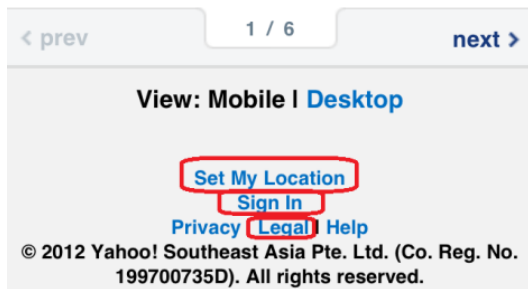 < prev 1 / 6 next >
View: Mobile | Desktop
Set My Location
Sign In
Privacy Legal | Help
© 2012 Yahoo! Southeast Asia Pte. Ltd. (Co. Reg. No.
199700735D). All rights reserved.